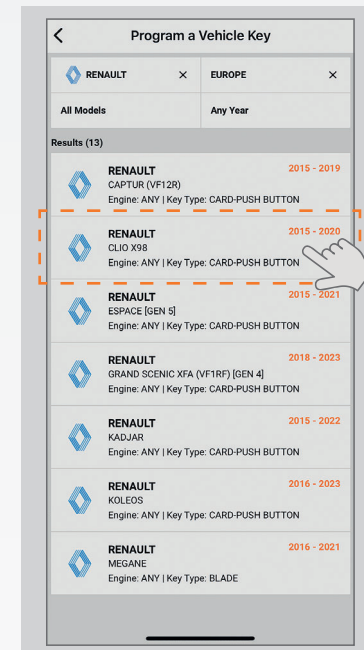 Program a Vehicle Key
RENAULT × EUROPE ×
All Models Any Year
Results (13)
RENAULT 2015 - 2019
CAPTUR (VF12R)
Engine: ANY | Key Type: CARD-PUSH BUTTON
RENAULT 2015 - 2020
CLIO X98
Engine: ANY | Key Type: CARD-PUSH BUTTON
RENAULT 2015 - 2021
ESPACE [GEN 5]
Engine: ANY | Key Type: CARD-PUSH BUTTON
RENAULT 2018 - 2023
GRAND SCENIC XFA (VF1RF) [GEN 4]
Engine: ANY | Key Type: CARD-PUSH BUTTON
RENAULT 2015 - 2022
KADJAR
Engine: ANY | Key Type: CARD-PUSH BUTTON
RENAULT 2016 - 2023
KOLEOS
Engine: ANY | Key Type: CARD-PUSH BUTTON
RENAULT 2016 - 2021
MEGANE
Engine: ANY | Key Type: BLADE